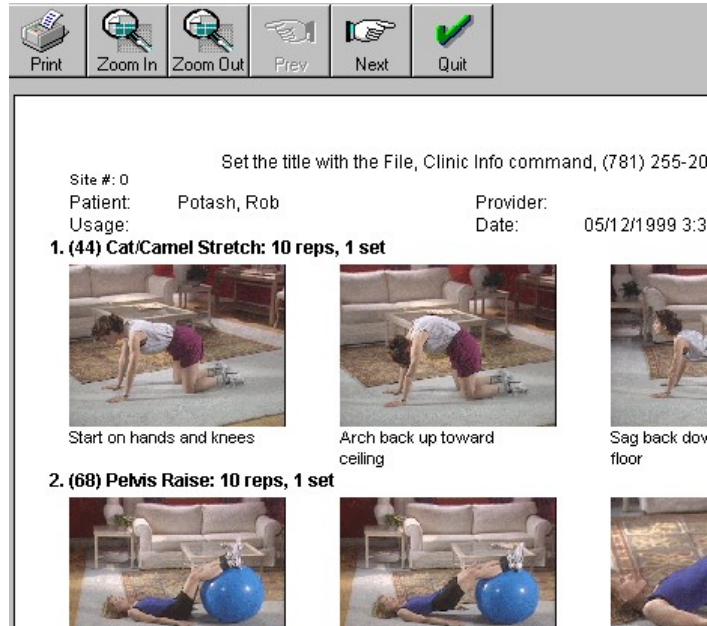 Print Zoom In Zoom Out Prev Next Quit
Set the title with the File, Clinic Info command, (781) 255-20
Site #: 0
Patient: Potash, Rob Provider:
Usage: Date: 05/12/1999 3:3
1. (44) Cat/Camel Stretch: 10 reps, 1 set
Start on hands and knees Arch back up toward Sag back dov
ceiling floor
2. (68) Pelvis Raise: 10 reps, 1 set